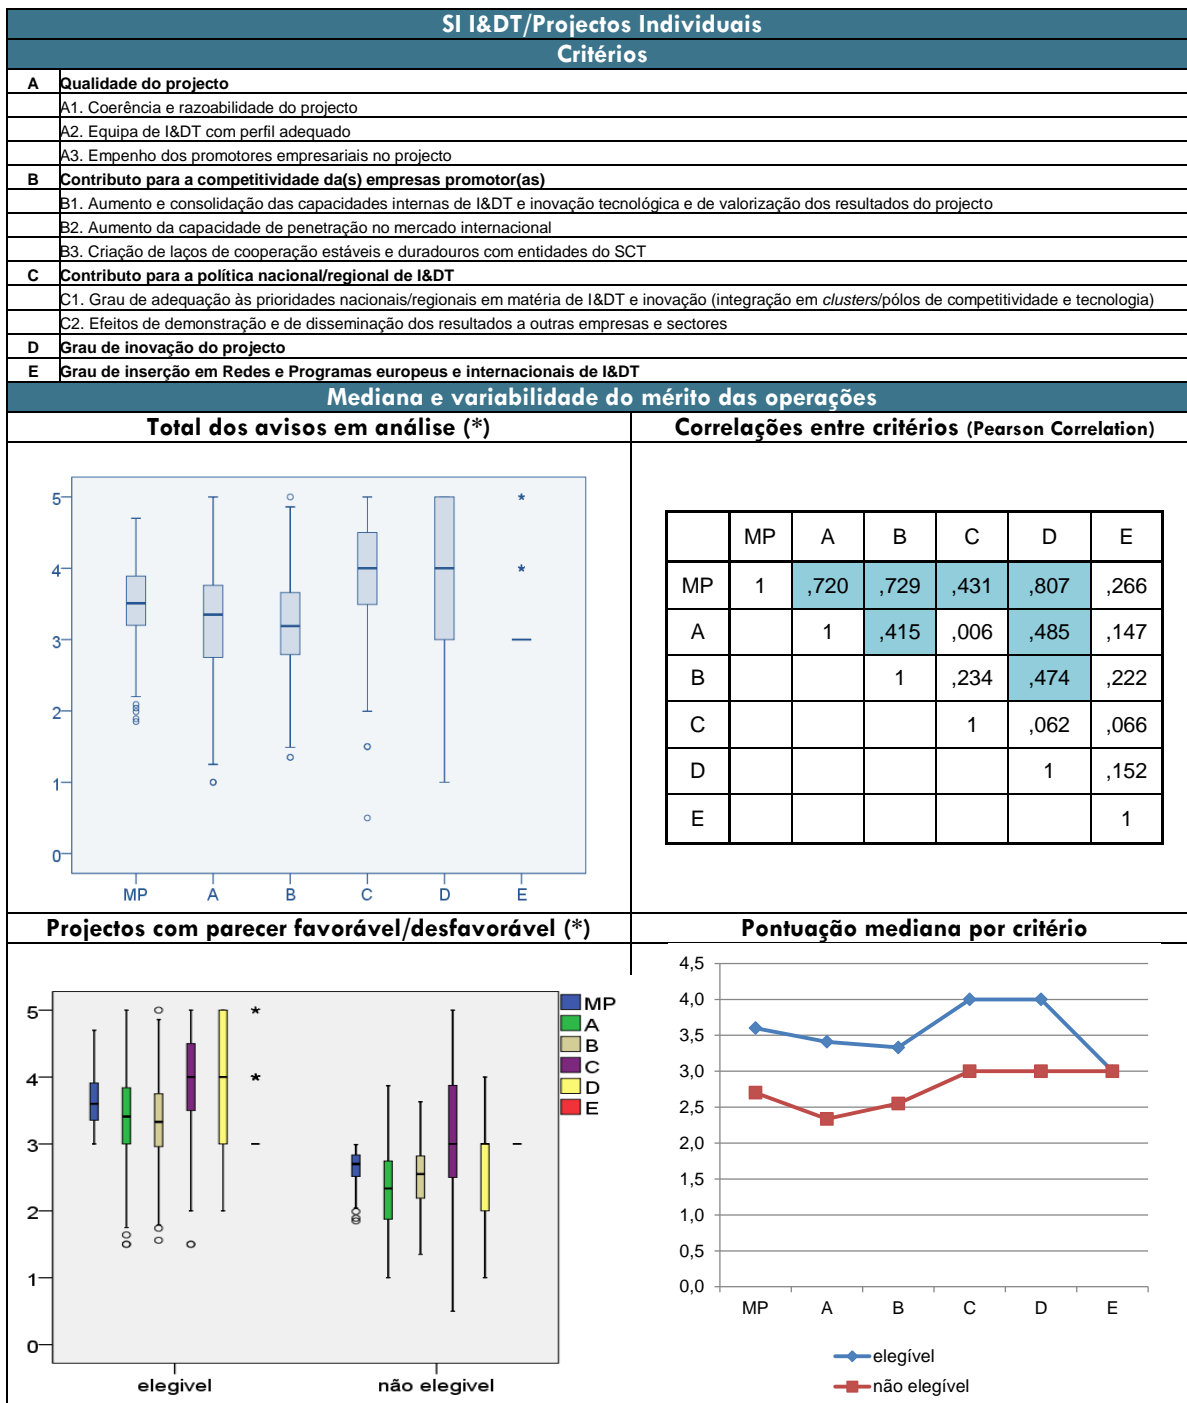 SI I&DT/Projectos Individuais
Critérios
A Qualidade do projecto
A1. Coerência e razoabilidade do projecto
A2. Equipa de I&DT com perfil adequado
A3. Empenho dos promotores empresariais no projecto
B Contributo para a competitividade da(s) empresas promotor(as)
B1. Aumento e consolidação das capacidades internas de I&DT e inovação tecnológica e de valorização dos resultados do projecto
B2. Aumento da capacidade de penetração no mercado internacional
B3. Criação de laços de cooperação estáveis e duradouros com entidades do SCT
C Contributo para a política nacional/regional de I&DT
C1. Grau de adequação às prioridades nacionais/regionais em matéria de I&DT e inovação (integração em clusters/pólos de competitividade e tecnologia)
C2. Efeitos de demonstração e de disseminação dos resultados a outras empresas e sectores
D Grau de inovação do projecto
E Grau de inserção em Redes e Programas europeus e internacionais de I&DT
Mediana e variabilidade do mérito das operações
Total dos avisos em análise (*)
5
4
3
2
1
0
MP A B C D E
Correlações entre critérios (Pearson Correlation)
MP A B C D E
MP 1 ,720 ,729 ,431 ,807 ,266
A 1 ,415 ,006 ,485 ,147
B 1 ,234 ,474 ,222
C 1 ,062 ,066
D 1 ,152
E 1
Projectos com parecer favorável/desfavorável (*)
5
4
3
2
1
0
elegivel não elegivel
MP
A
B
C
D
E
Pontuação mediana por critério
4,5
4,0
3,5
3,0
2,5
2,0
1,5
1,0
0,5
0,0
MP A B C D E
elegível
não elegível